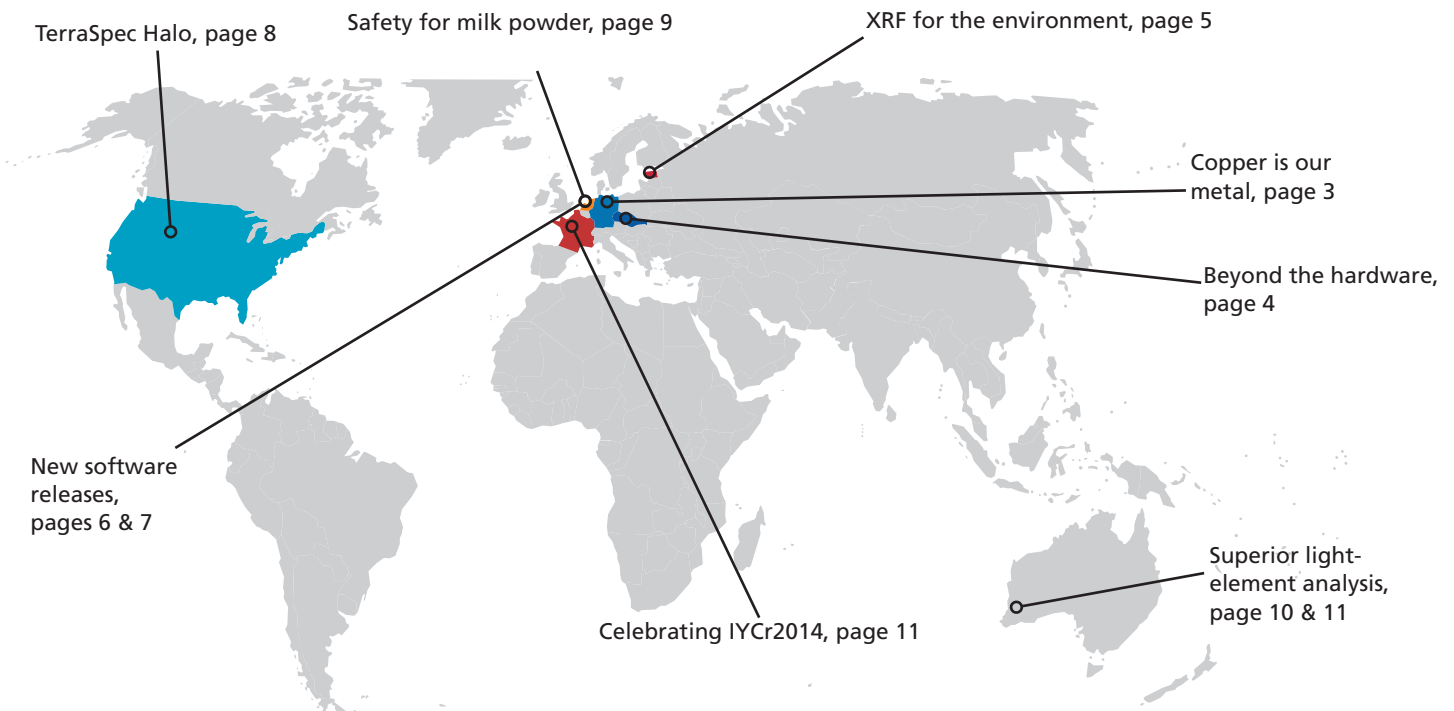 TerraSpec Halo, page 8
Safety for milk powder, page 9
XRF for the environment, page 5
Copper is our
metal, page 3
Beyond the hardware,
page 4
New software
releases,
pages 6 & 7
Superior light-
element analysis,
page 10 & 11
Celebrating IYCr2014, page 11